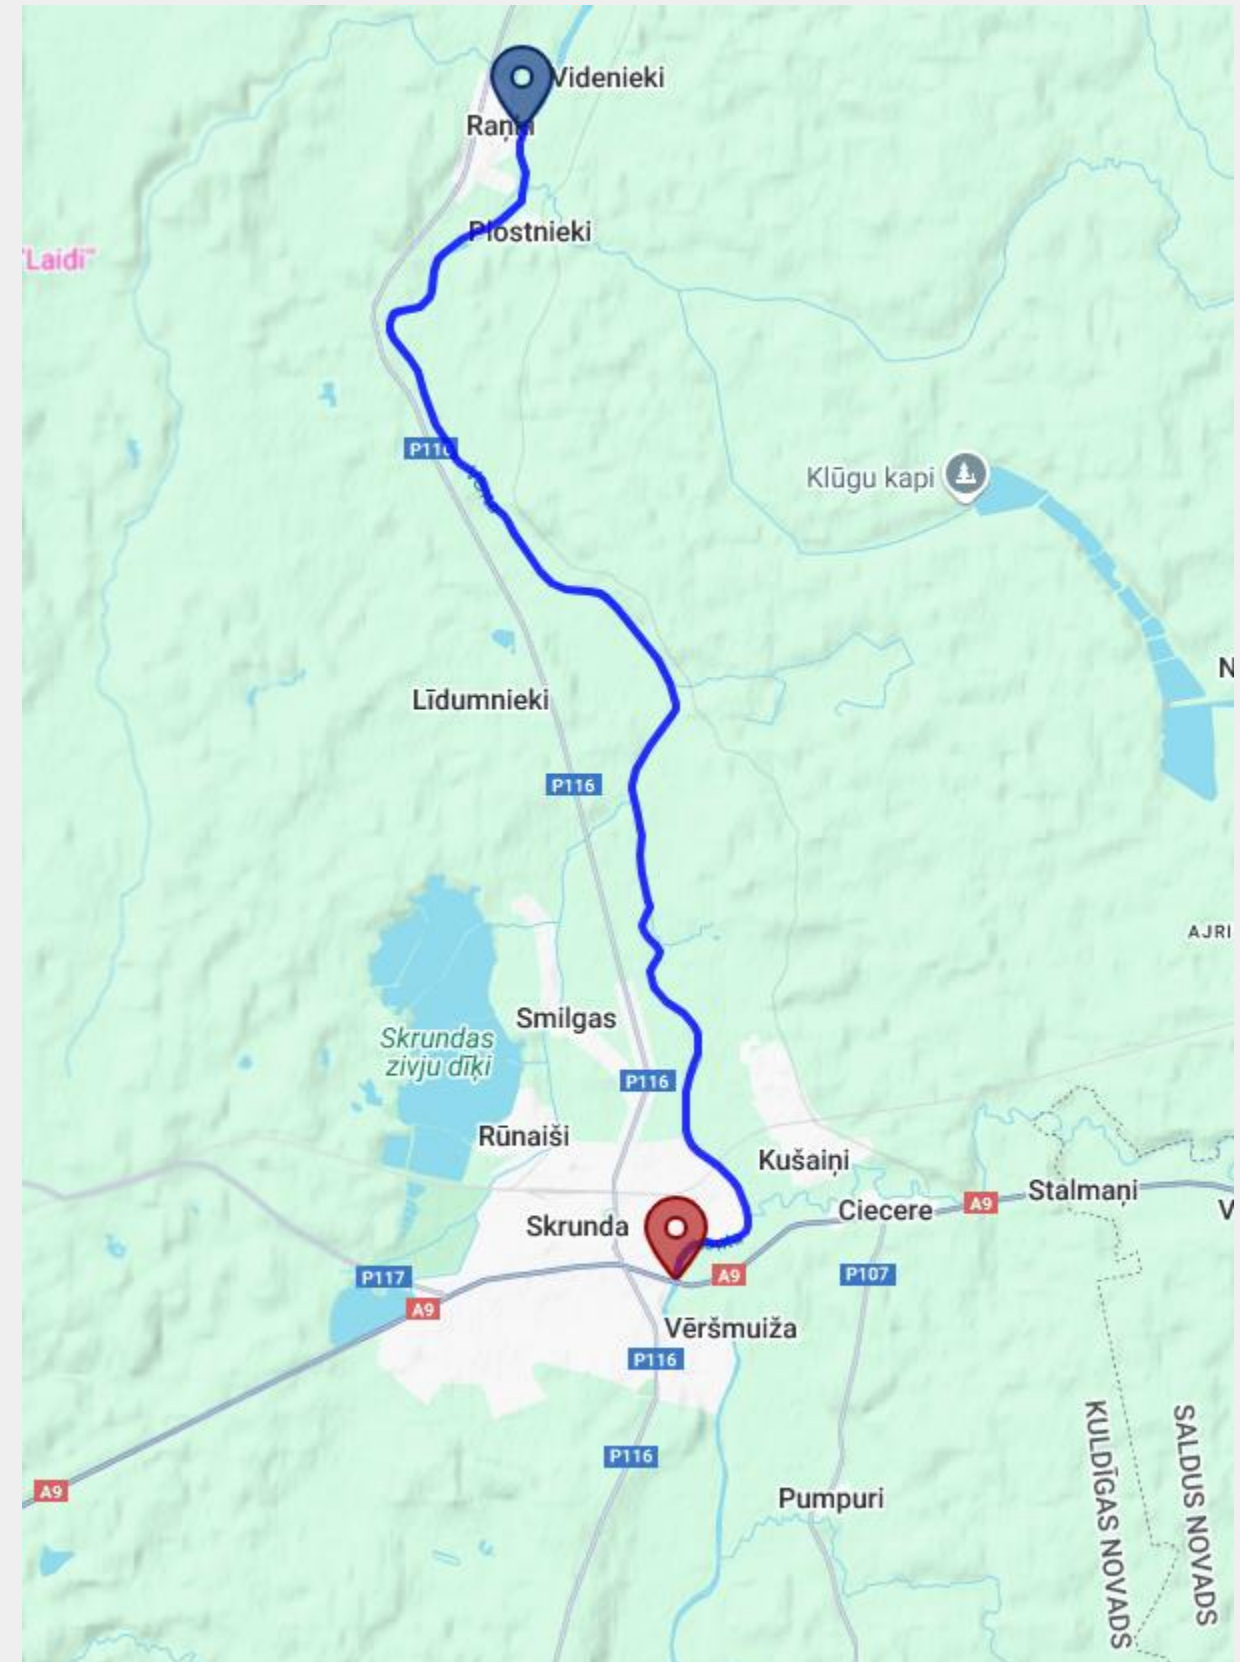 Videnieki
Raņķi
Plostnieki
"Laidi"
P116
Klūgu kapi
N
Līdumnieki
P116
AJRI
Smilgas
Skrundas
zivju dīķi
P116
Rūnaiši
Kušaiņi
Stalmaņi
A9
Ciecere
V
Skrunda
P117
A9
P107
A9
Vēršmuiža
P116
KULDĪGAS NOVADS
SALDUS NOVADS
P116
A9
Pumpuri